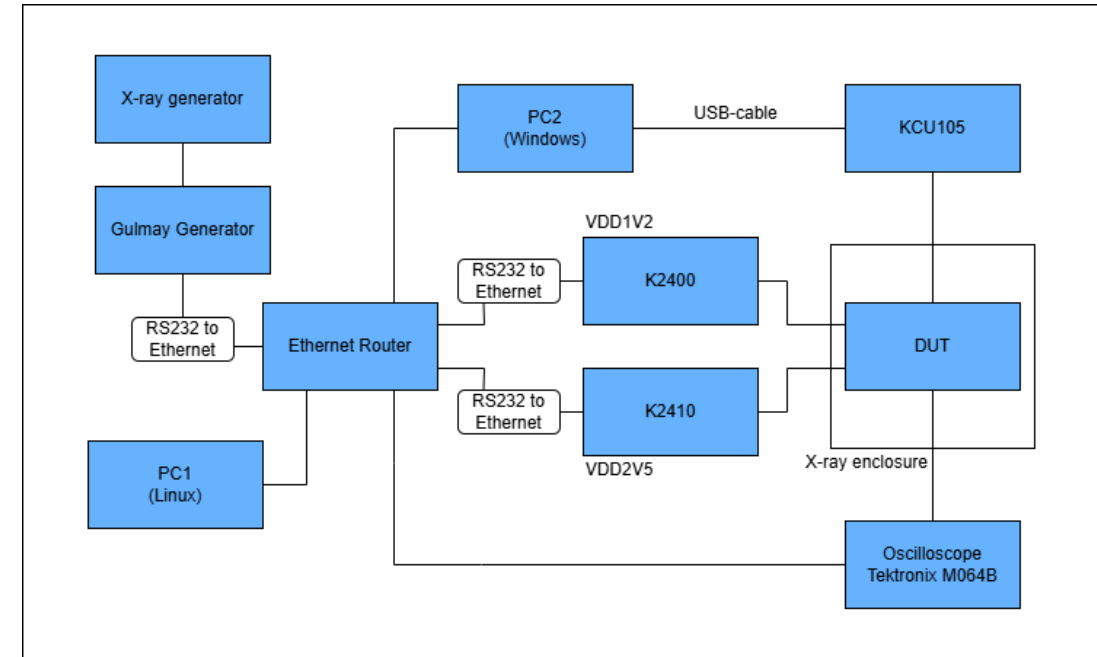 X-ray generator
PC2
(Windows)
USB-cable
KCU105
Gulmay Generator
VDD1V2
RS232 to
Ethernet
K2400
RS232 to
Ethernet
Ethernet Router
DUT
RS232 to
Ethernet
K2410
VDD2V5
X-ray enclosure
PC1
(Linux)
Oscilloscope
Tektronix M064B